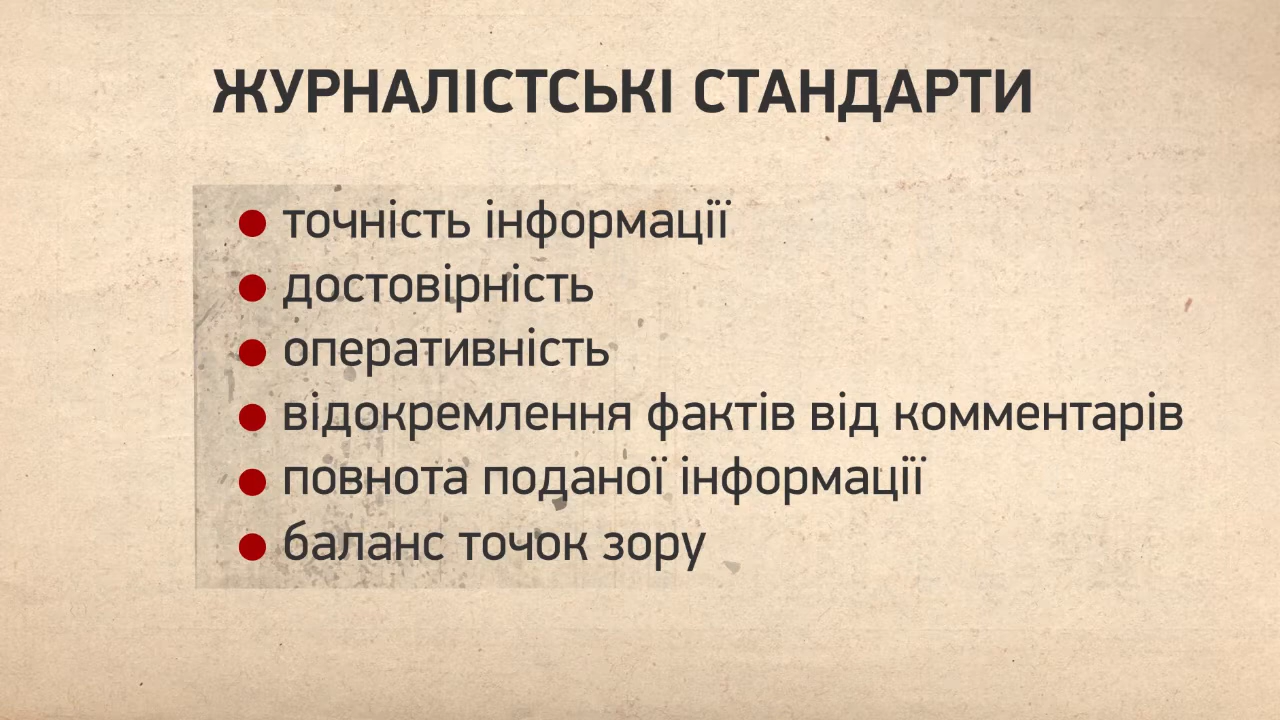 ЖУРНАЛІСТСЬКІ СТАНДАРТИ
точність інформації
достовірність
оперативність
відокремлення фактів від комментарів
повнота поданої інформації
баланс точок зору